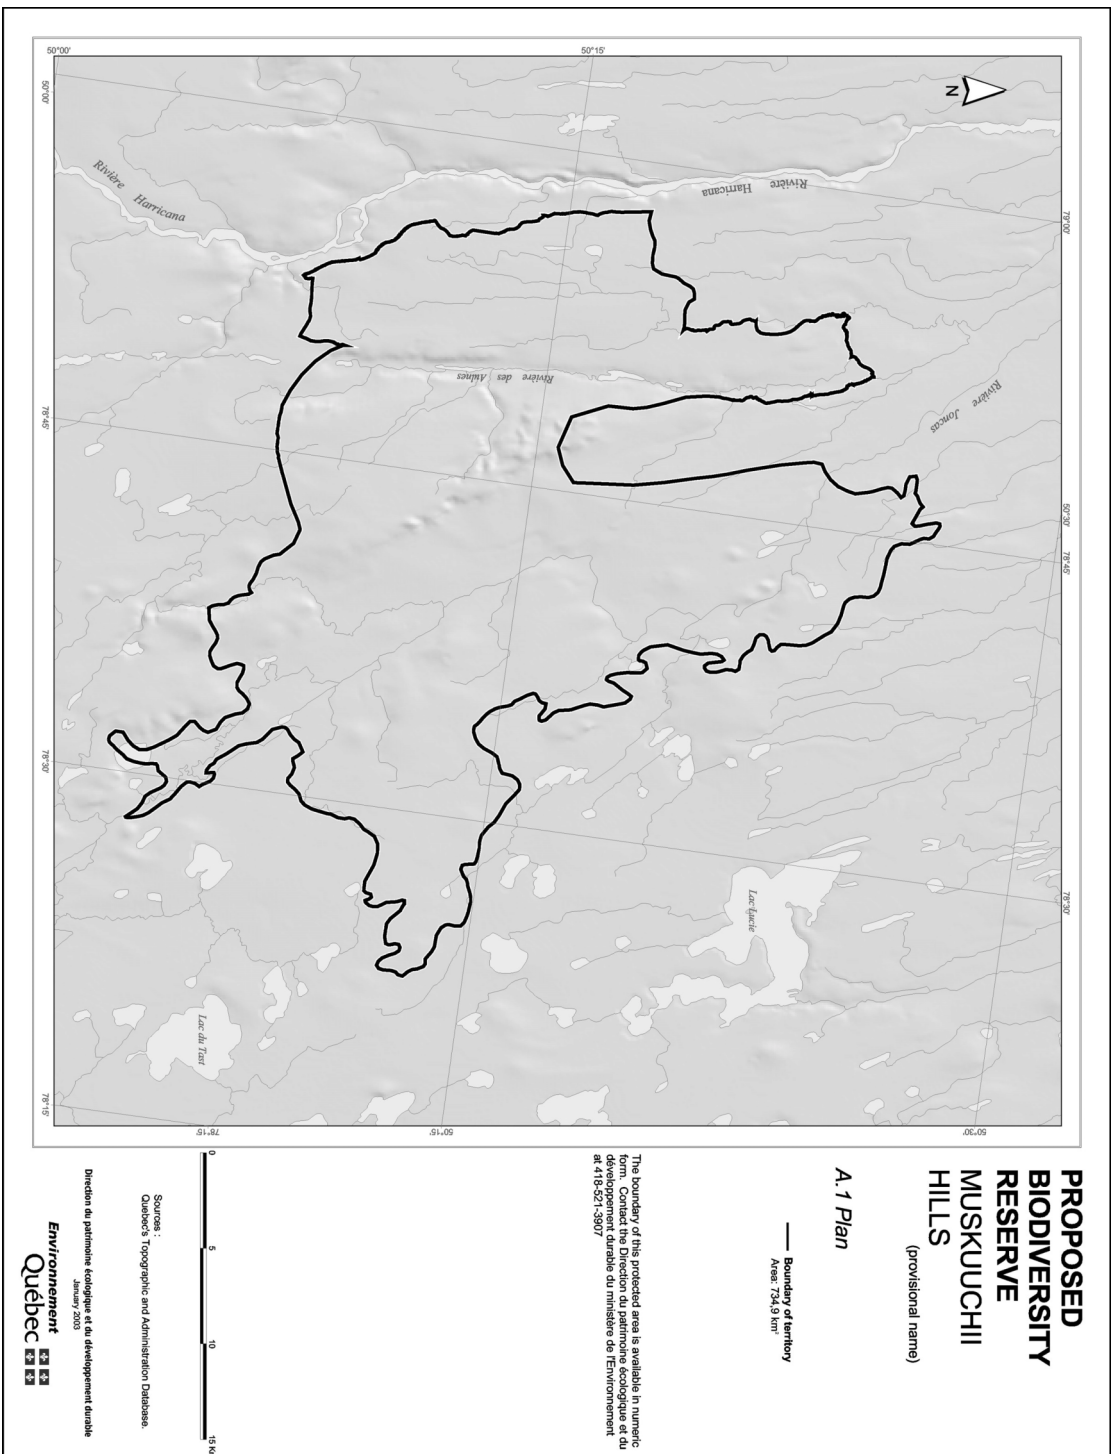 PROPOSED
BIODIVERSITY
RESERVE
MUSKUUCHII
HILLS
(provisional name)
A.1 Plan
Boundary of territory
Area: 734,9 km²
The boundary of this protected area is available in numeric
form. Contact the Direction du patrimoine écologique et du
développement durable du ministère de l'Environnement
at 418-521-3907
0 5 10 15 Km
Sources :
Quebec's Topographic and Administration Database.
Direction du patrimoine écologique et du développement durable
January 2003
Environnement
Québec
N
79°00'
50°30'
78°45'
78°30'
50°30'
50°15'
50°15'
78°15'
50°00'
50°00'
78°45'
78°30'
78°15'
Rivière Harricana
Rivière Harricana
Rivière des Aulnes
Rivière Joncas
Lac Lucie
Lac du Tast